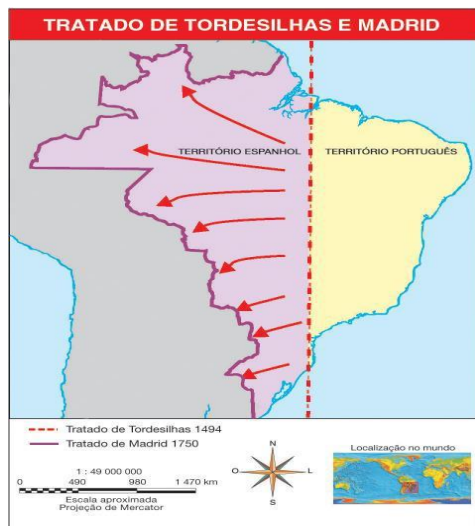 TRATADO DE TORDESILHAS E MADRID
TERRITÓRIO ESPANHOL
TERRITÓRIO PORTUGUÊS
Tratado de Tordesilhas 1494
Tratado de Madrid 1750
1 : 49 000 000
0 490 980 1 470 km
Escala aproximada
Projeção de Mercator
N
O
L
S
Localização no mundo